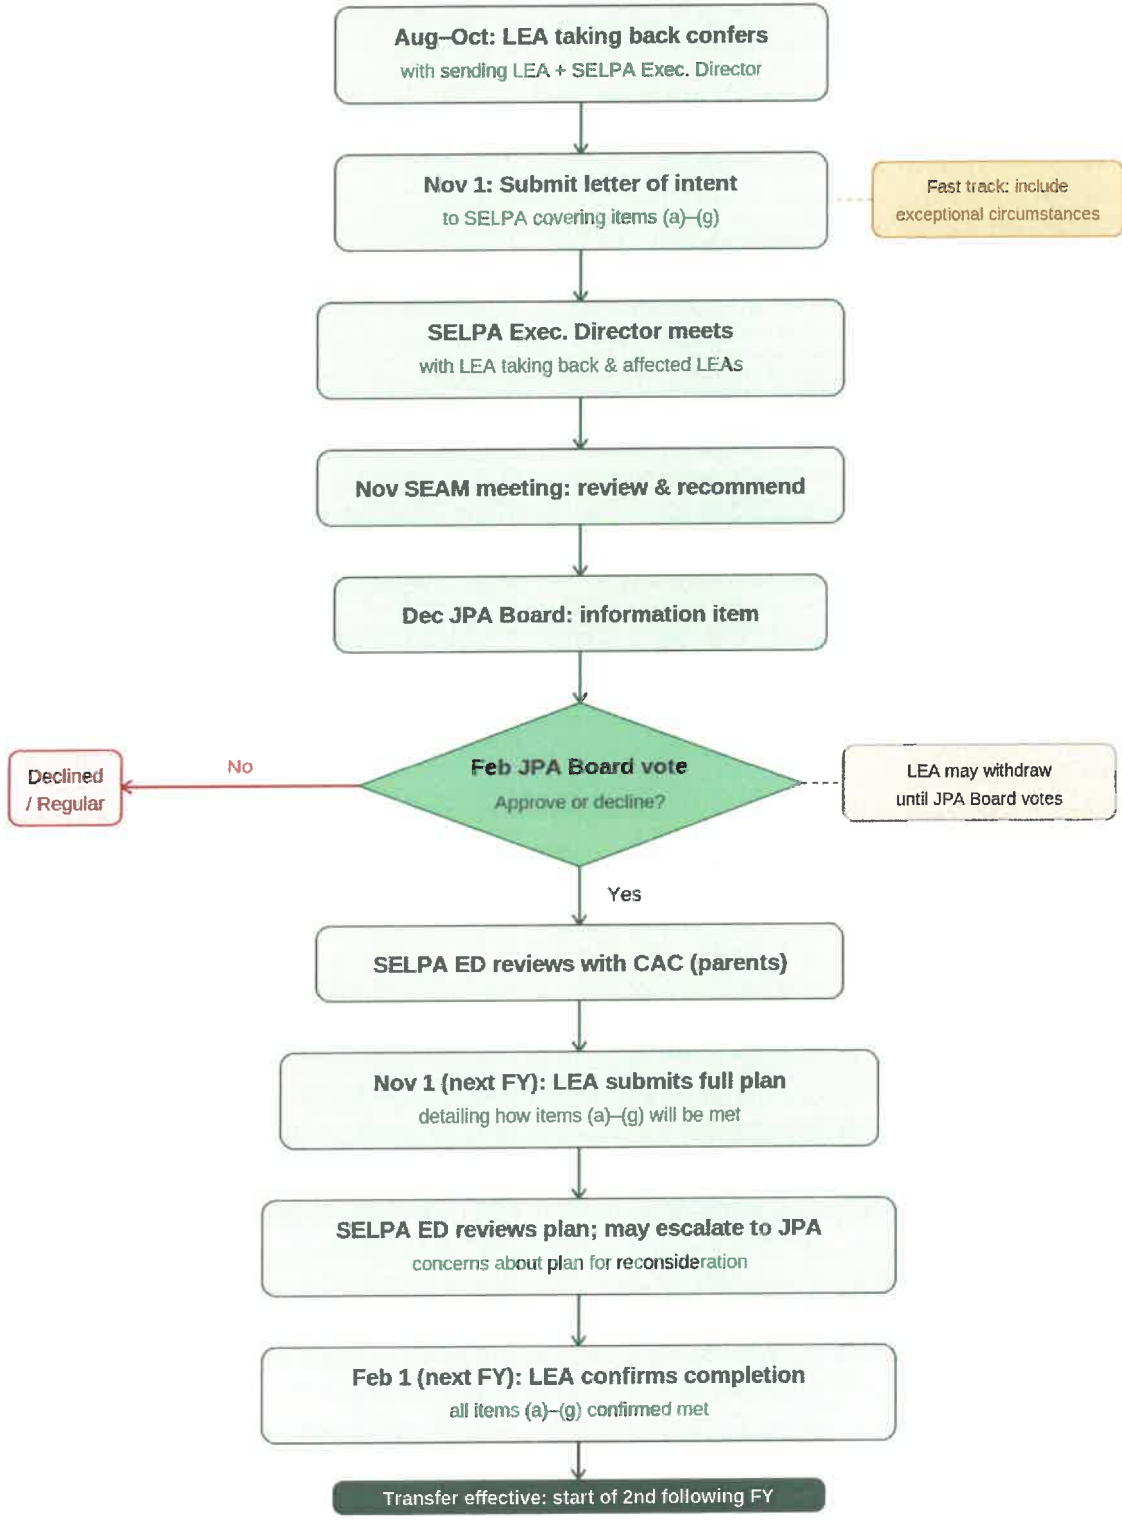 Aug–Oct: LEA taking back confers
with sending LEA + SELPA Exec. Director
Nov 1: Submit letter of intent
to SELPA covering items (a)–(g)
Fast track: include
exceptional circumstances
SELPA Exec. Director meets
with LEA taking back & affected LEAs
Nov SEAM meeting: review & recommend
Dec JPA Board: information item
Feb JPA Board vote
Approve or decline?
No
Declined
/ Regular
LEA may withdraw
until JPA Board votes
Yes
SELPA ED reviews with CAC (parents)
Nov 1 (next FY): LEA submits full plan
detailing how items (a)–(g) will be met
SELPA ED reviews plan; may escalate to JPA
concerns about plan for reconsideration
Feb 1 (next FY): LEA confirms completion
all items (a)–(g) confirmed met
Transfer effective: start of 2nd following FY